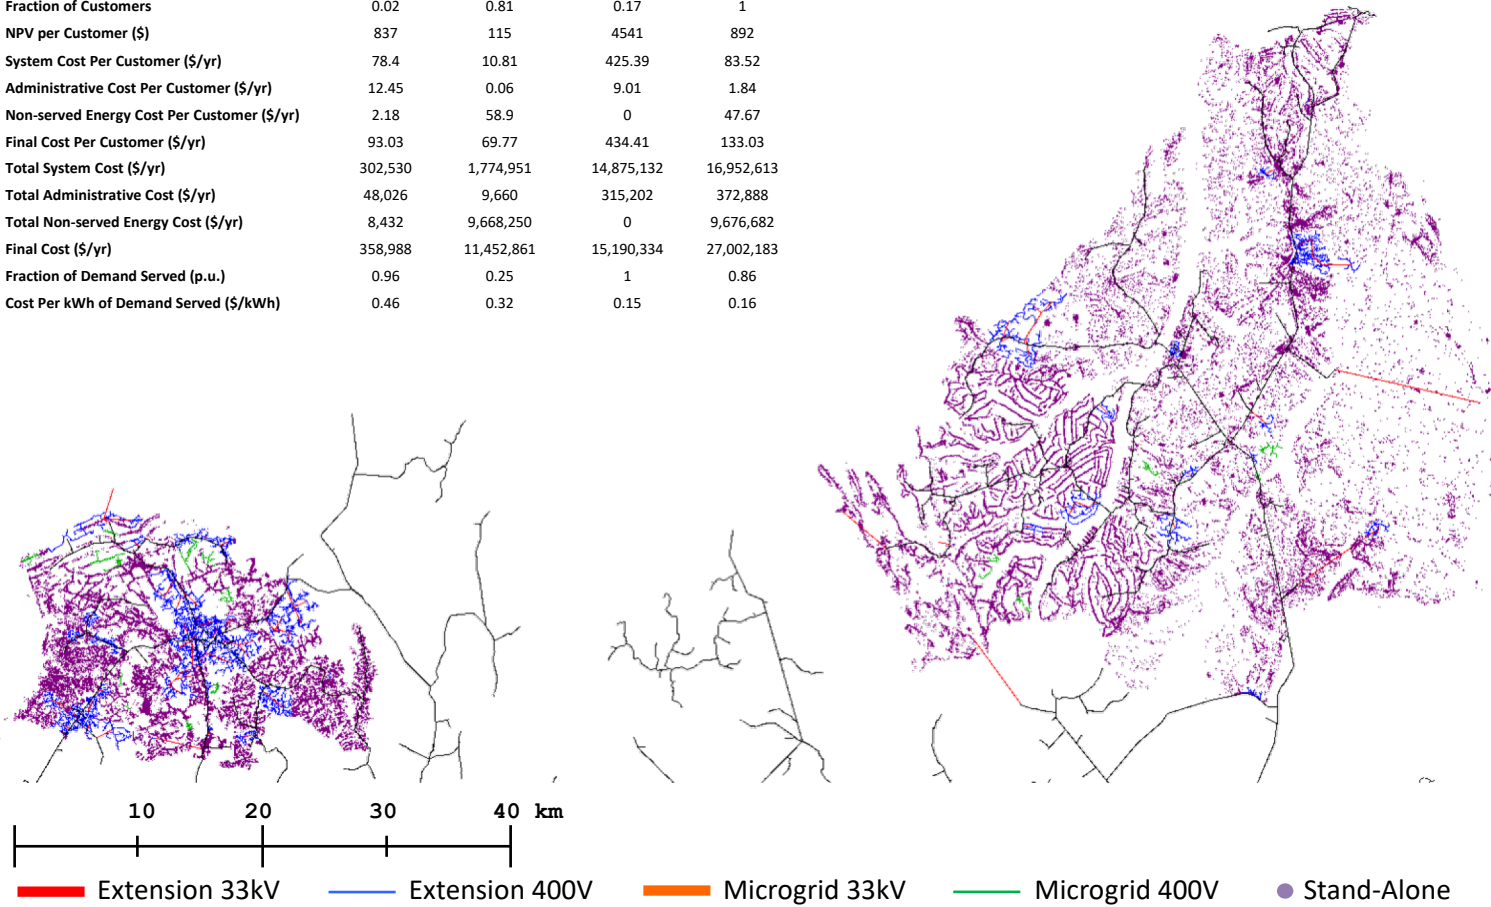 Fraction of Customers 0.02 0.81 0.17 1
NPV per Customer ($) 837 115 4541 892
System Cost Per Customer ($/yr) 78.4 10.81 425.39 83.52
Administrative Cost Per Customer ($/yr) 12.45 0.06 9.01 1.84
Non-served Energy Cost Per Customer ($/yr) 2.18 58.9 0 47.67
Final Cost Per Customer ($/yr) 93.03 69.77 434.41 133.03
Total System Cost ($/yr) 302,530 1,774,951 14,875,132 16,952,613
Total Administrative Cost ($/yr) 48,026 9,660 315,202 372,888
Total Non-served Energy Cost ($/yr) 8,432 9,668,250 0 9,676,682
Final Cost ($/yr) 358,988 11,452,861 15,190,334 27,002,183
Fraction of Demand Served (p.u.) 0.96 0.25 1 0.86
Cost Per kWh of Demand Served ($/kWh) 0.46 0.32 0.15 0.16
10 20 30 40 km
Extension 33kV Extension 400V Microgrid 33kV Microgrid 400V Stand-Alone